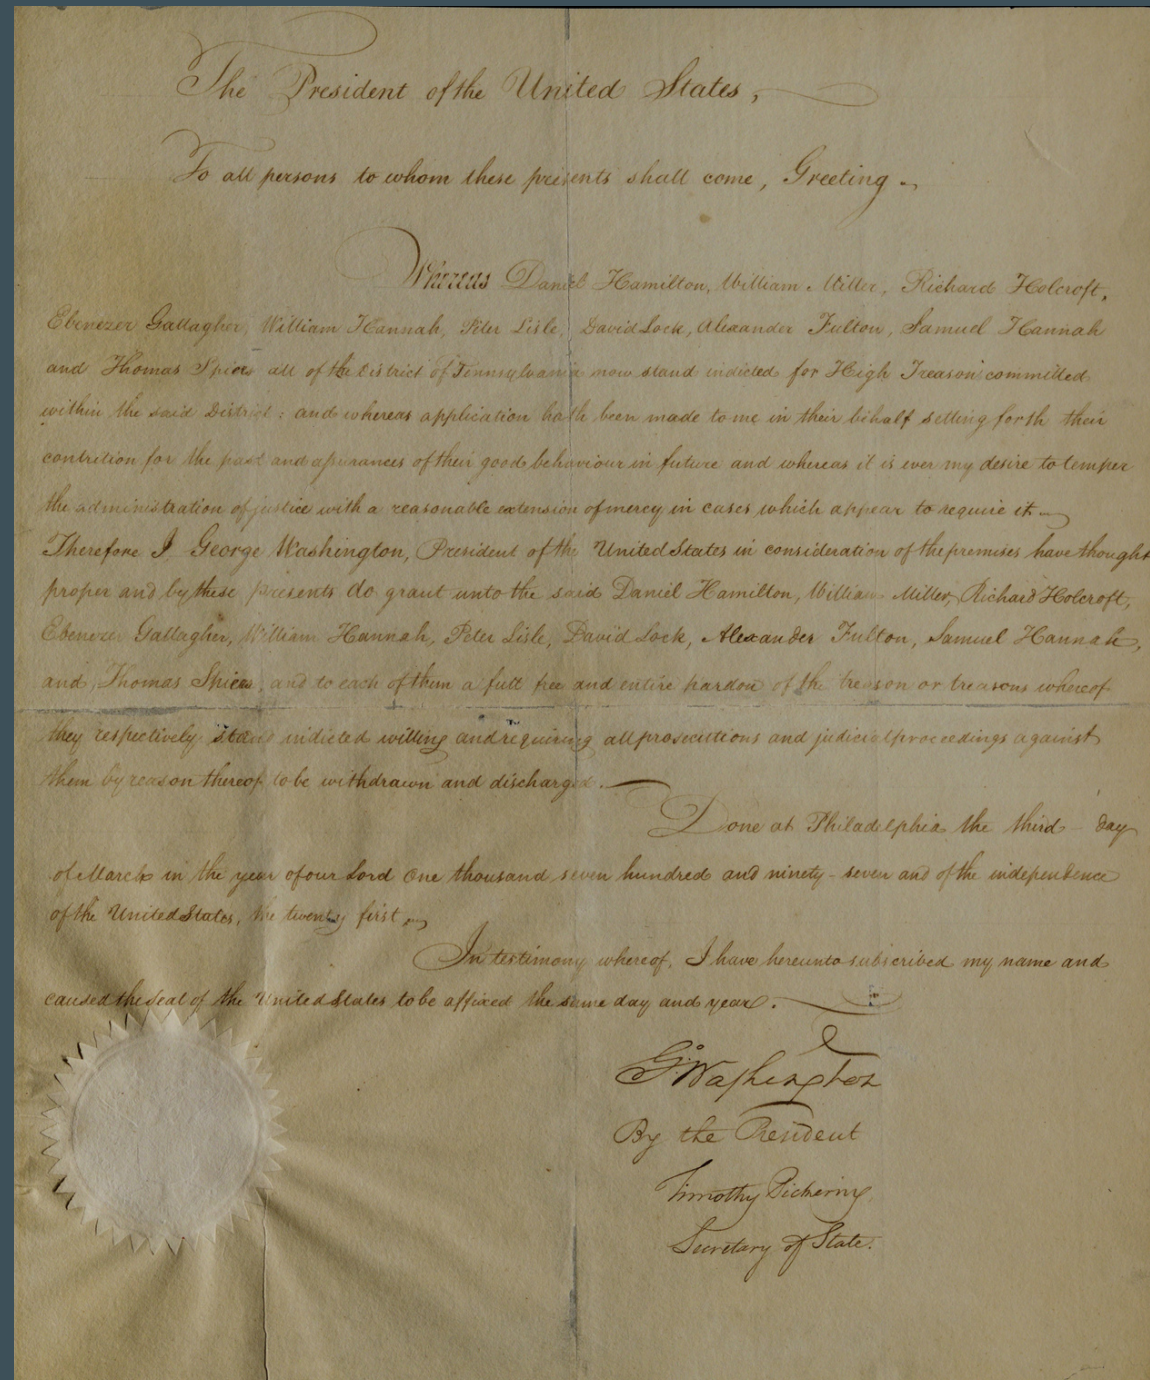 The President of the United States,
To all persons to whom these presents shall come, Greeting
Whereas Daniel Hamilton, William Miller, Richard Holcroft,
Ebenezer Gallagher, William Hannah, Peter Lisle, David Lock, Alexander Fulton, Samuel Hannah
and Thomas Spiers all of the District of Pennsylvania now stand indicted for High Treason committed
within the said District: and whereas application hath been made to me in their behalf setting forth their
contrition for the past and assurances of their good behaviour in future and whereas it is ever my desire to temper
the administration of justice with a reasonable extension of mercy in cases which appear to require it
Therefore I George Washington, President of the United States in consideration of the premises have thought
proper and by these presents do grant unto the said Daniel Hamilton, William Miller, Richard Holcroft,
Ebenezer Gallagher, William Hannah, Peter Lisle, David Lock, Alexander Fulton, Samuel Hannah,
and Thomas Spiers, and to each of them a full free and entire pardon of the treason or treasons whereof
they respectively stand indicted willing and requiring all prosecutions and judicial proceedings against
them by reason thereof to be withdrawn and discharged.
Done at Philadelphia the third day
of March in the year of our Lord One thousand seven hundred and ninety-seven and of the independence
of the United States, the twenty first
In testimony whereof, I have hereunto subscribed my name and
caused the Seal of the United States to be affixed the same day and year.
Go: Washington
By the President
Timothy Pickering
Secretary of State.